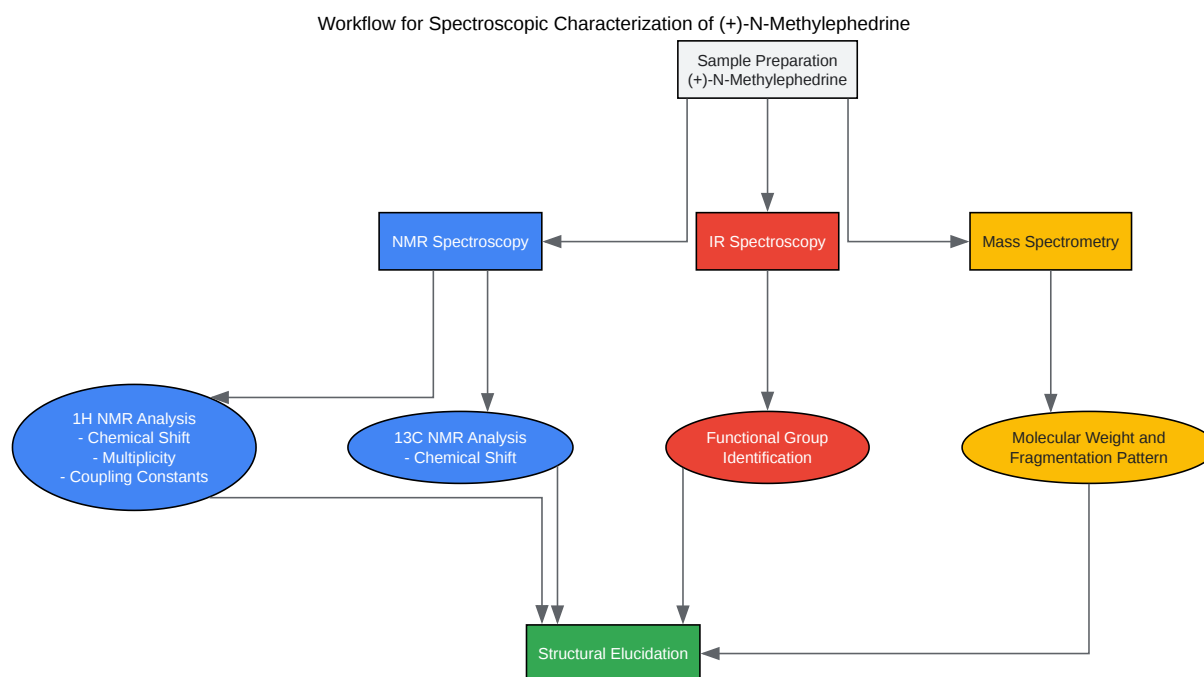 Workflow for Spectroscopic Characterization of (+)-N-Methylephedrine
Sample Preparation
(+)-N-Methylephedrine
NMR Spectroscopy
IR Spectroscopy
Mass Spectrometry
1H NMR Analysis
- Chemical Shift
- Multiplicity
- Coupling Constants
13C NMR Analysis
- Chemical Shift
Functional Group
Identification
Molecular Weight and
Fragmentation Pattern
Structural Elucidation